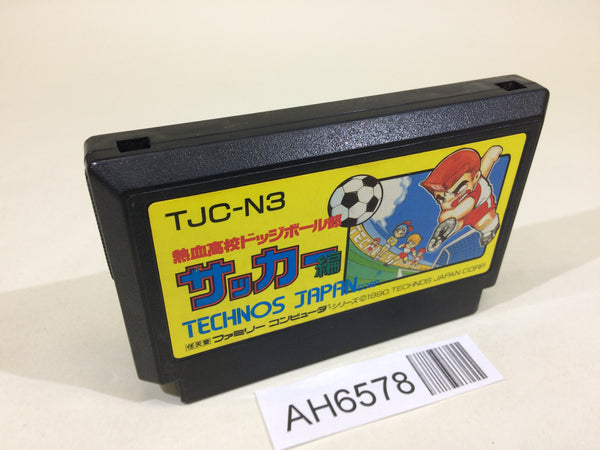 TJC-N3
熱血高校ドッジボール部
サッカー編
TECHNOS JAPAN CORP.
任天堂 ファミリー コンピュータ・シリーズ ©1990. TECHNOS JAPAN CORP.
TECHNOS
AH6578